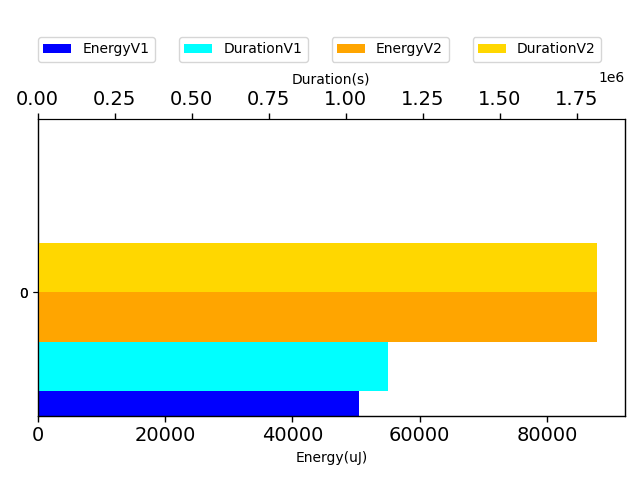 EnergyV1 DurationV1 EnergyV2 DurationV2
Duration(s)
1e6
0.00 0.25 0.50 0.75 1.00 1.25 1.50 1.75
0
0 20000 40000 60000 80000
Energy(uJ)